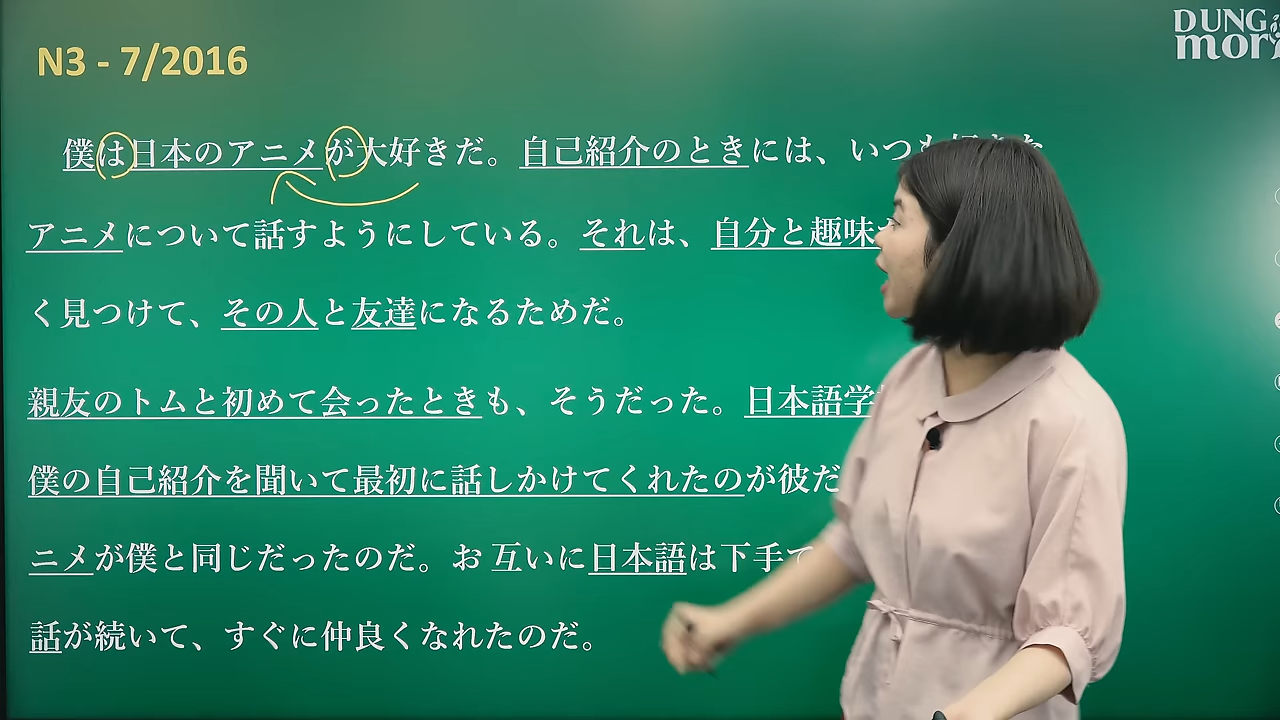 DUNG
mori
N3 - 7/2016
僕は日本のアニメが大好きだ。自己紹介のときには、いつも
アニメについて話すようにしている。それは、自分と趣味
く見つけて、その人と友達になるためだ。
親友のトムと初めて会ったときも、そうだった。日本語学
僕の自己紹介を聞いて最初に話しかけてくれたのが彼だ
ニメが僕と同じだったのだ。お互いに日本語は下手で
話が続いて、すぐに仲良くなれたのだ。